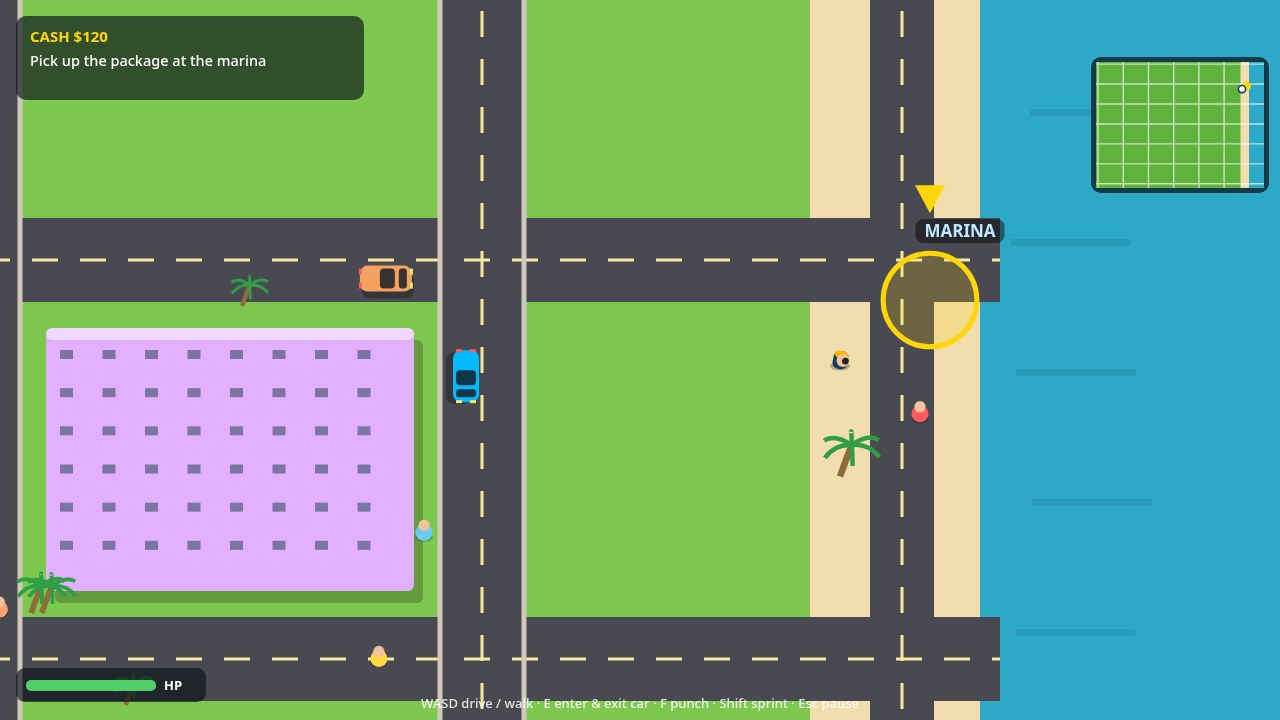 CASH $120
Pick up the package at the marina
MARINA
HP
WASD drive / walk · E enter & exit car · F punch · Shift sprint · Esc pause